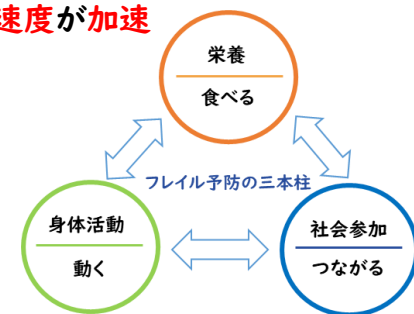 速度が加速
栄養
食べる
フレイル予防の三本柱
身体活動
動く
社会参加
つながる